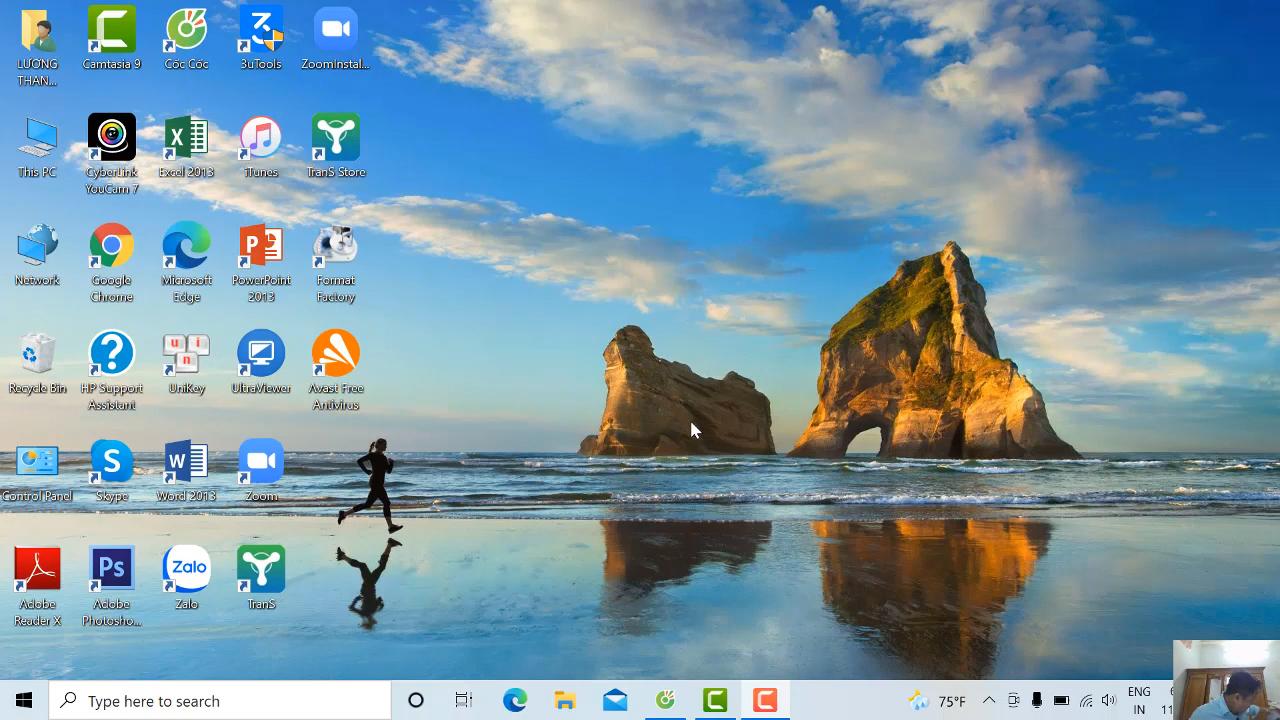 LƯƠNG
THAN...
Camtasia 9
Cốc Cốc
3uTools
ZoomInstal...
This PC
CyberLink
YouCam 7
Excel 2013
iTunes
TranS Store
Network
Google
Chrome
Microsoft
Edge
PowerPoint
2013
Format
Factory
Recycle Bin
HP Support
Assistant
u i
n
UniKey
UltraViewer
Avast Free
Antivirus
Control Panel
Skype
Word 2013
Zoom
Adobe
Reader X
Ps
Adobe
Photosho...
Zalo
Zalo
TranS
Type here to search
75°F
ENG
IN